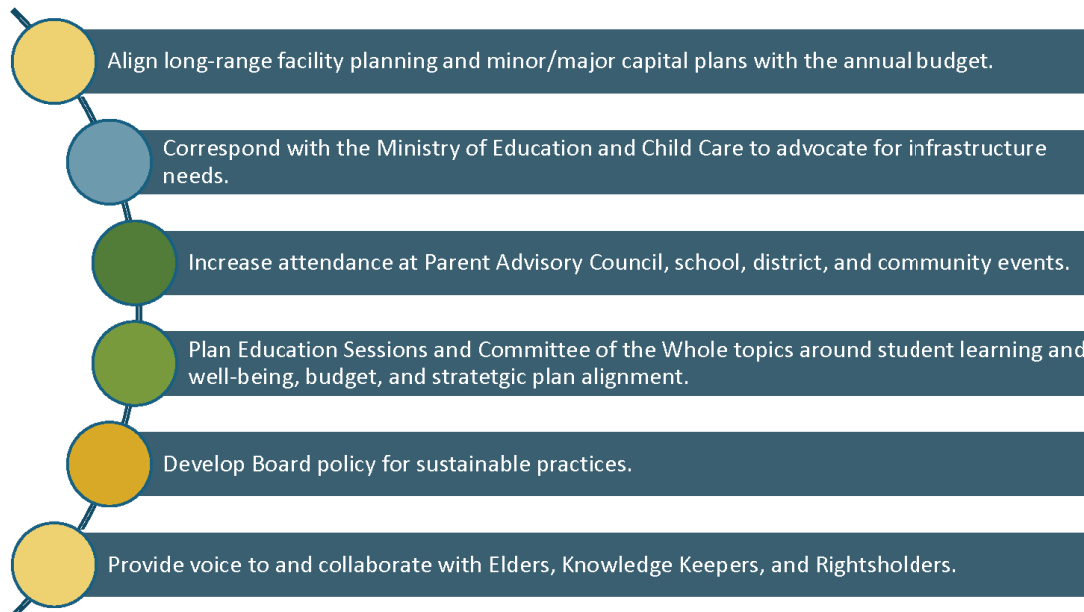 Align long-range facility planning and minor/major capital plans with the annual budget.
Correspond with the Ministry of Education and Child Care to advocate for infrastructure
needs.
Increase attendance at Parent Advisory Council, school, district, and community events.
Plan Education Sessions and Committee of the Whole topics around student learning and
well-being, budget, and stratetgic plan alignment.
Develop Board policy for sustainable practices.
Provide voice to and collaborate with Elders, Knowledge Keepers, and Rightsholders.